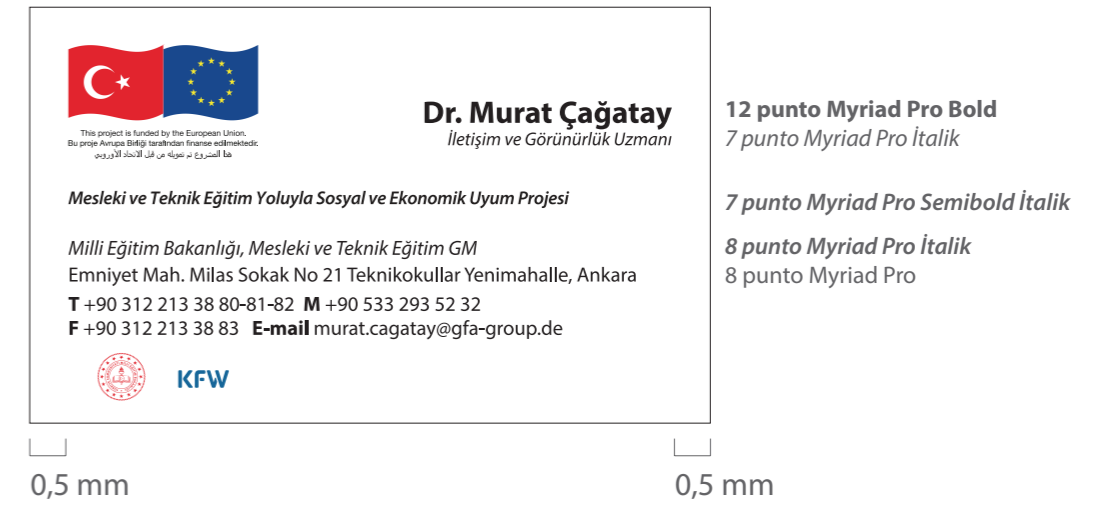 This project is funded by the European Union.
Bu proje Avrupa Birliği tarafından finanse edilmektedir.
هذا المشروع تم تمويله من قبل الاتحاد الأوروبي
Dr. Murat Çağatay
İletişim ve Görünürlük Uzmanı
12 punto Myriad Pro Bold
7 punto Myriad Pro İtalik
Mesleki ve Teknik Eğitim Yoluyla Sosyal ve Ekonomik Uyum Projesi
7 punto Myriad Pro Semibold İtalik
Milli Eğitim Bakanlığı, Mesleki ve Teknik Eğitim GM
8 punto Myriad Pro İtalik
Emniyet Mah. Milas Sokak No 21 Teknikokullar Yenimahalle, Ankara
8 punto Myriad Pro
T +90 312 213 38 80-81-82 M +90 533 293 52 32
F +90 312 213 38 83 E-mail murat.cagatay@gfa-group.de
KFW
0,5 mm
0,5 mm